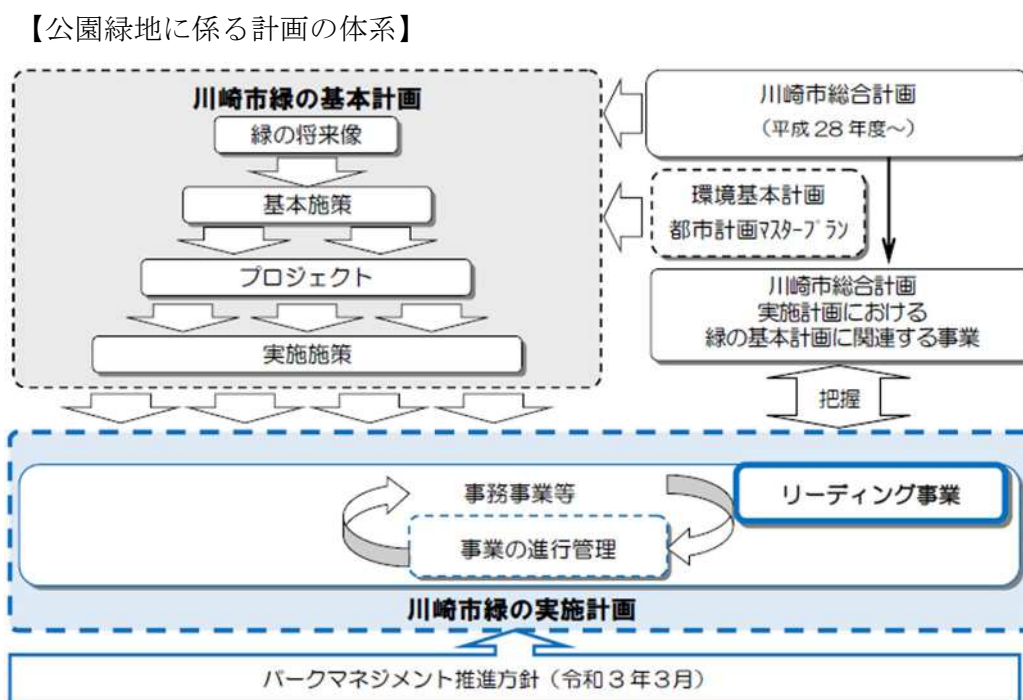 【公園緑地に係る計画の体系】
川崎市緑の基本計画
緑の将来像
基本施策
プロジェクト
実施施策
川崎市総合計画
（平成 28 年度～）
環境基本計画
都市計画ﾏｽﾀｰﾌﾟﾗﾝ
川崎市総合計画
実施計画における
緑の基本計画に関連する事業
把握
事務事業等
事業の進行管理
リーディング事業
川崎市緑の実施計画
パークマネジメント推進方針（令和３年３月）